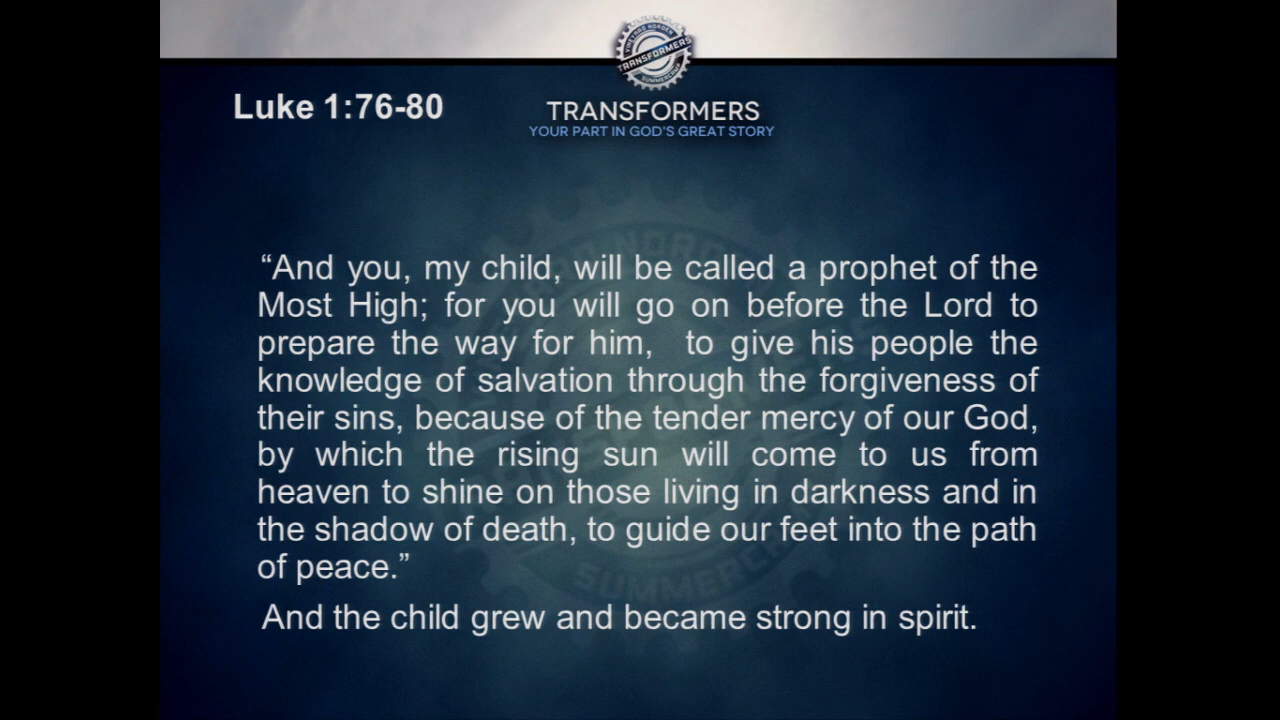 VINEYARD NORDEN
TRANSFORMERS
SUMMERCAMP
Luke 1:76-80
TRANSFORMERS
YOUR PART IN GOD'S GREAT STORY
“And you, my child, will be called a prophet of the
Most High; for you will go on before the Lord to
prepare the way for him, to give his people the
knowledge of salvation through the forgiveness of
their sins, because of the tender mercy of our God,
by which the rising sun will come to us from
heaven to shine on those living in darkness and in
the shadow of death, to guide our feet into the path
of peace.”
And the child grew and became strong in spirit.